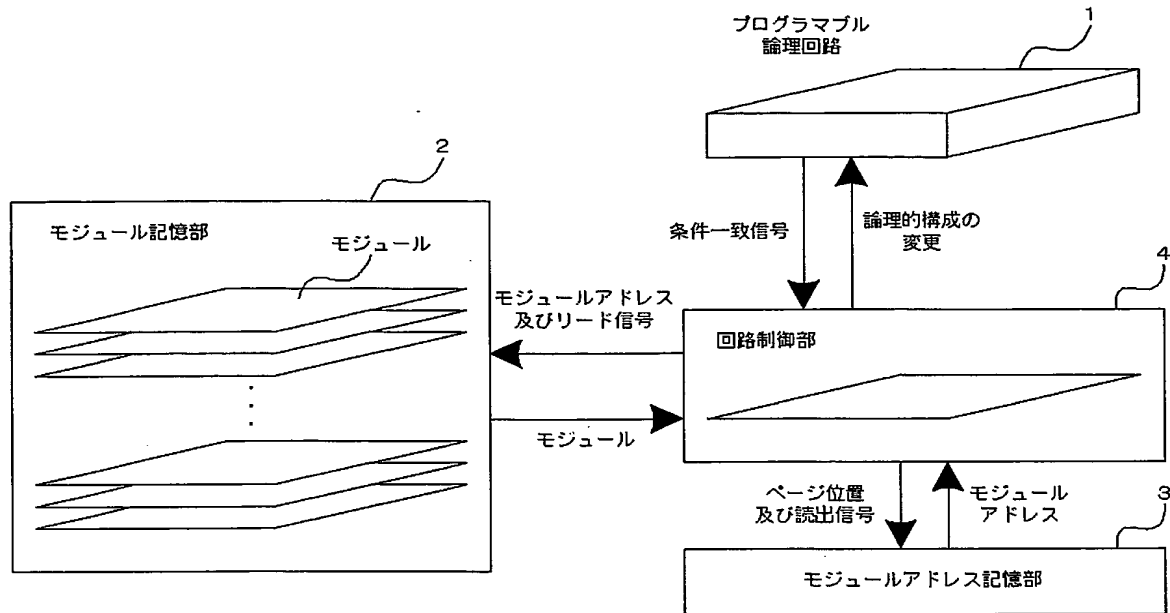 プログラマブル
論理回路
1
2
モジュール記憶部
モジュール
条件一致信号
論理的構成の
変更
4
モジュールアドレス
及びリード信号
回路制御部
モジュール
ページ位置
及び読出信号
モジュール
アドレス
3
モジュールアドレス記憶部